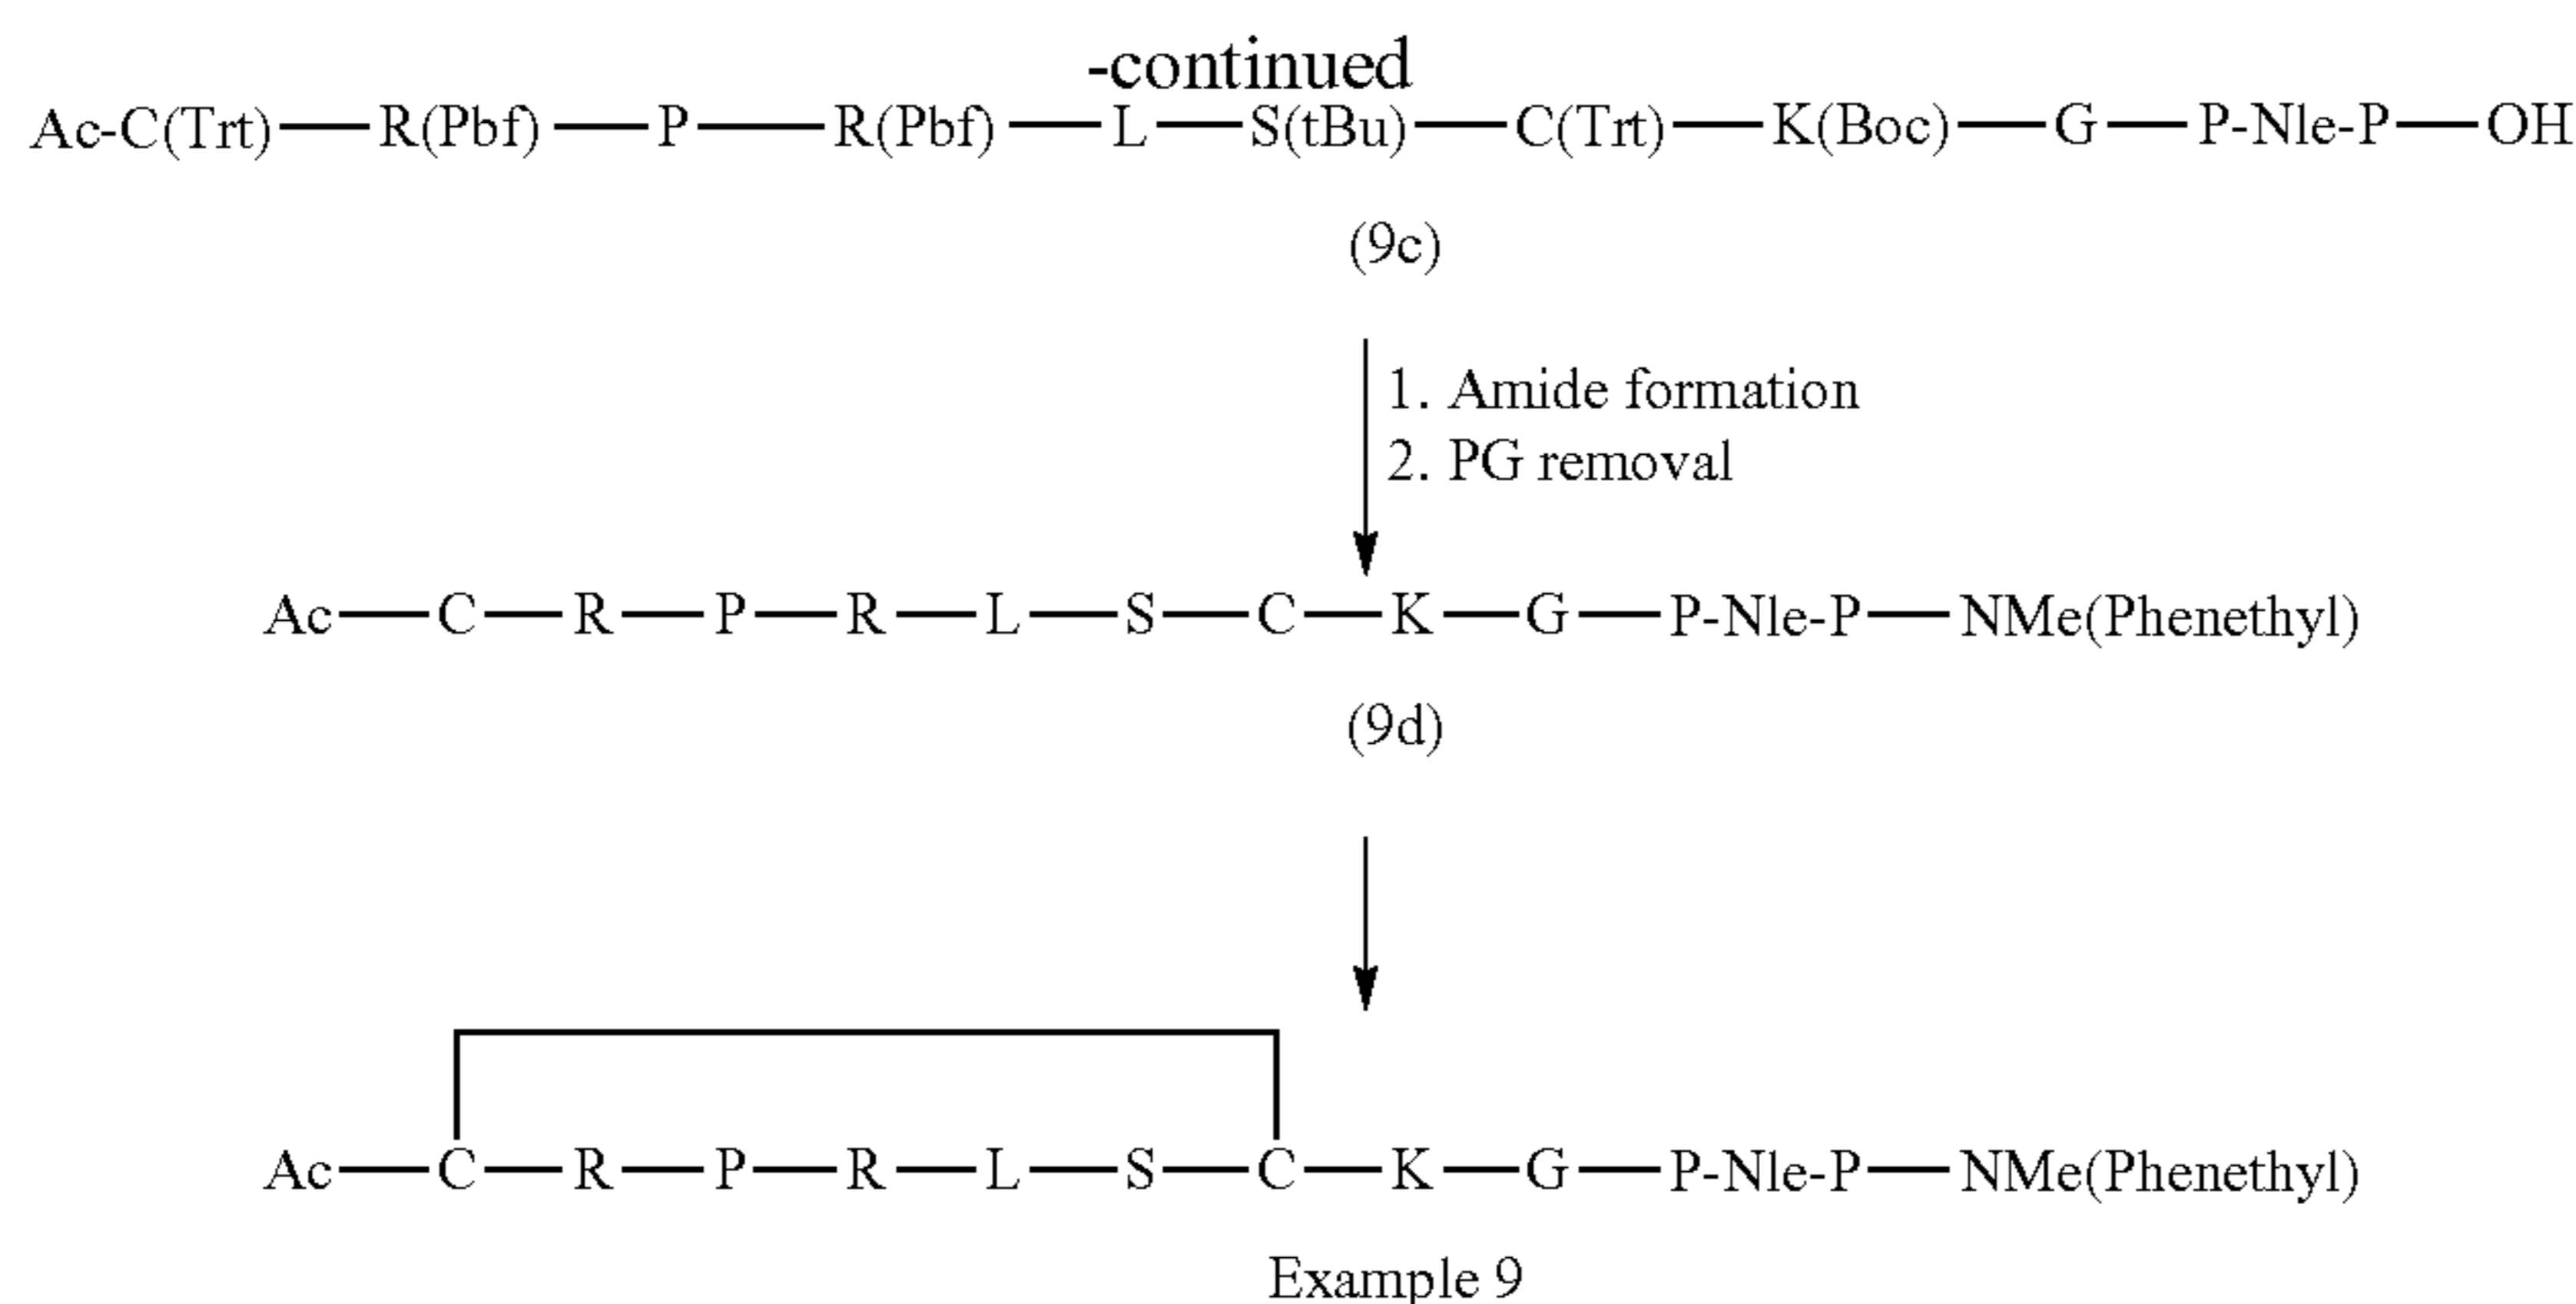 -continued
Ac-C(Trt)—R(Pbf)—P—R(Pbf)—L—S(tBu)—C(Trt)—K(Boc)—G—P-Nle-P—OH
(9c)
1. Amide formation
2. PG removal
Ac—C—R—P—R—L—S—C—K—G—P-Nle-P—NMe(Phenethyl)
(9d)
Ac—C—R—P—R—L—S—C—K—G—P-Nle-P—NMe(Phenethyl)
Example 9